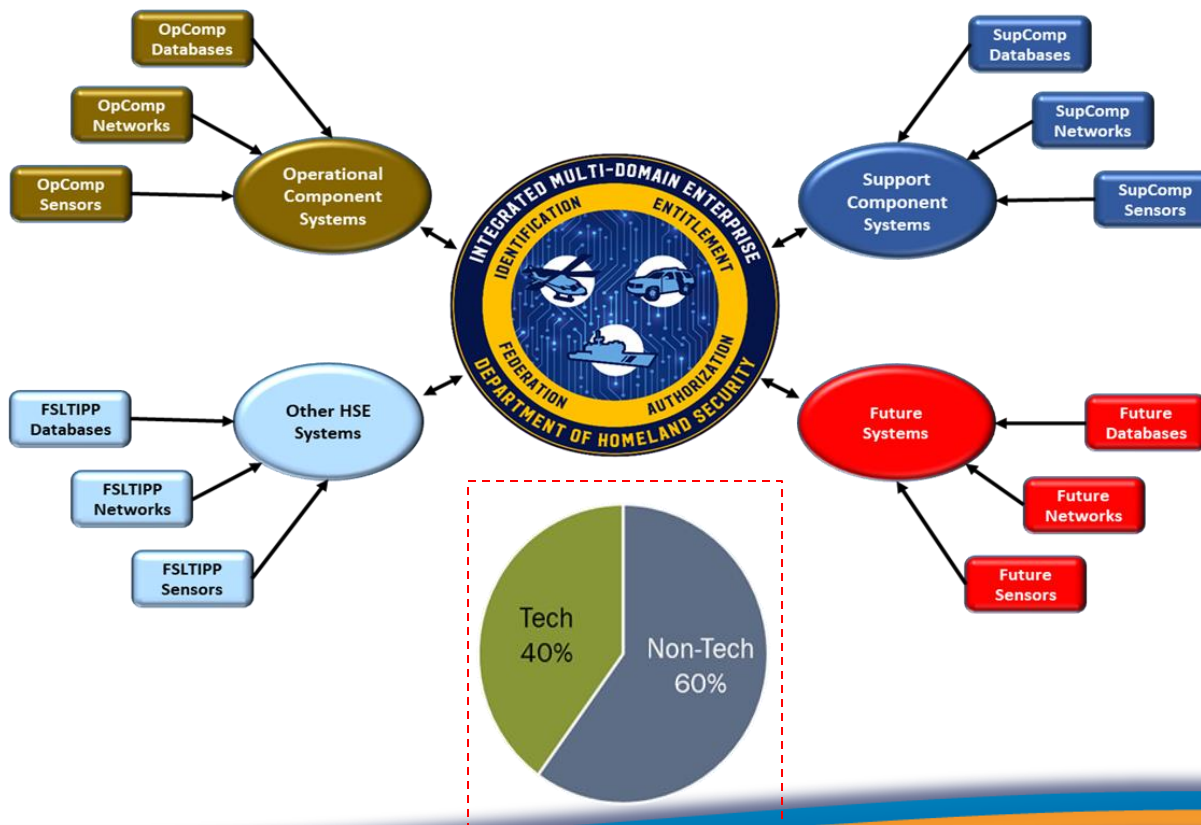 OpComp
Databases
OpComp
Networks
OpComp
Sensors
Operational
Component
Systems
SupComp
Databases
SupComp
Networks
SupComp
Sensors
Support
Component
Systems
INTEGRATED MULTI-DOMAIN ENTERPRISE
IDENTIFICATION
ENTITLEMENT
FEDERATION
AUTHORIZATION
DEPARTMENT OF HOMELAND SECURITY
FSLTIPP
Databases
FSLTIPP
Networks
FSLTIPP
Sensors
Other HSE
Systems
Future
Systems
Future
Databases
Future
Networks
Future
Sensors
Tech
40%
Non-Tech
60%